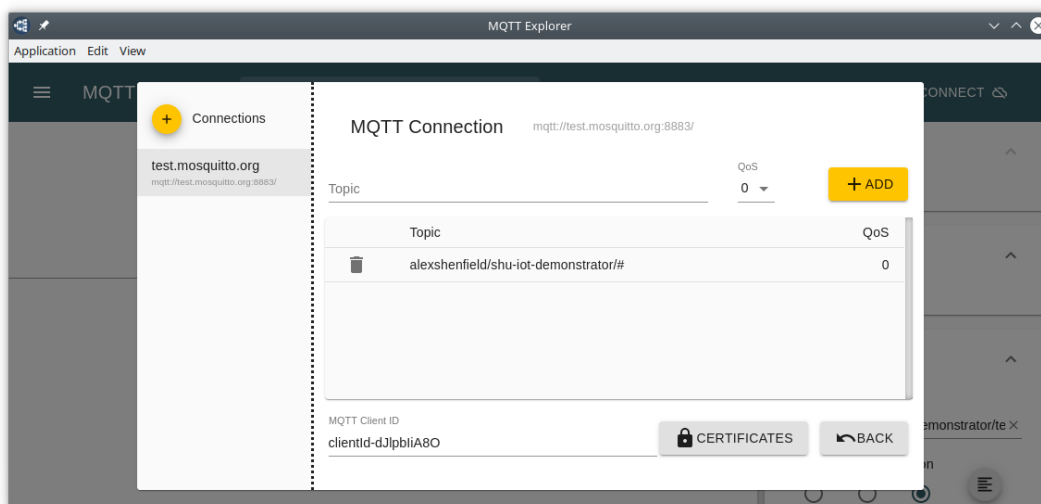 MQTT Explorer
Application Edit View
MQTT
CONNECT
Connections
test.mosquitto.org
mqtt://test.mosquitto.org:8883/
MQTT Connection mqtt://test.mosquitto.org:8883/
Topic
QoS
0
ADD
Topic QoS
alexshenfield/shu-iot-demonstrator/# 0
MQTT Client ID
CERTIFICATES
BACK
emonstrator/te
on